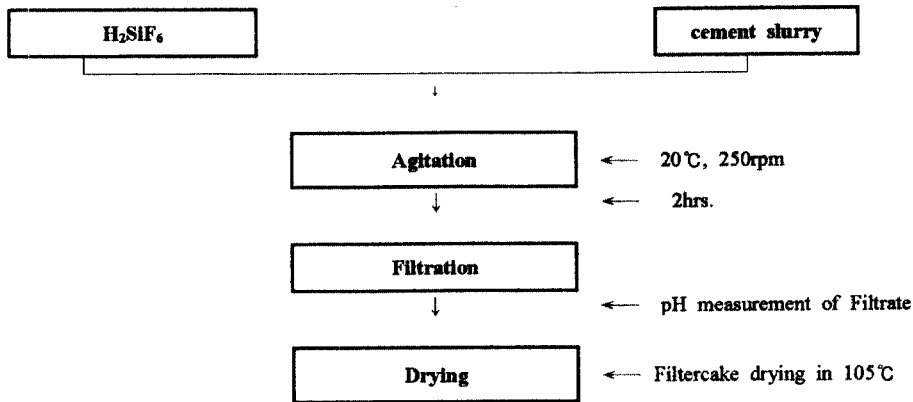 H₂SiF₆
cement slurry
Agitation
20℃, 250rpm
2hrs.
Filtration
pH measurement of Filtrate
Drying
Filtercake drying in 105℃